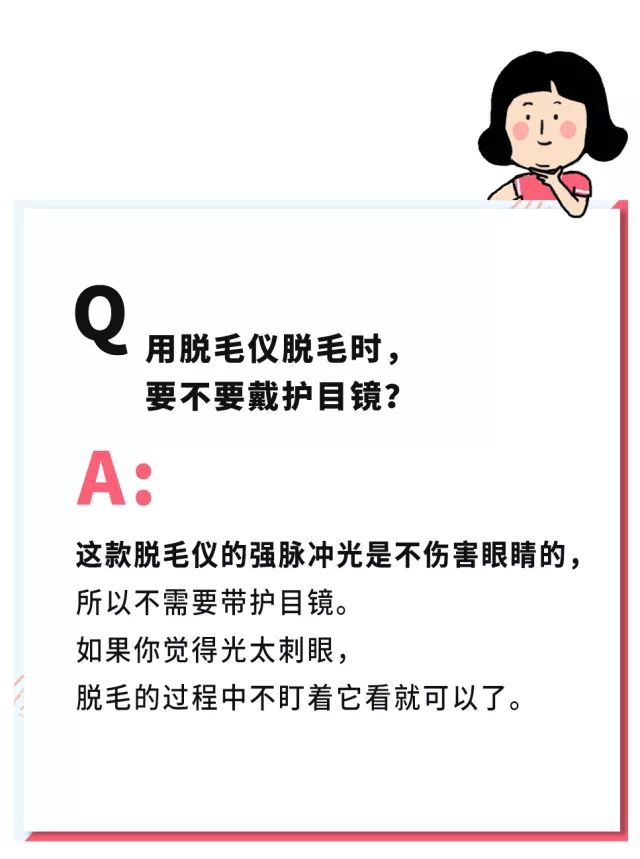 Q
用脱毛仪脱毛时，
要不要戴护目镜？
A：
这款脱毛仪的强脉冲光是不伤害眼睛的，
所以不需要带护目镜。
如果你觉得光太刺眼，
脱毛的过程中不盯着它看就可以了。